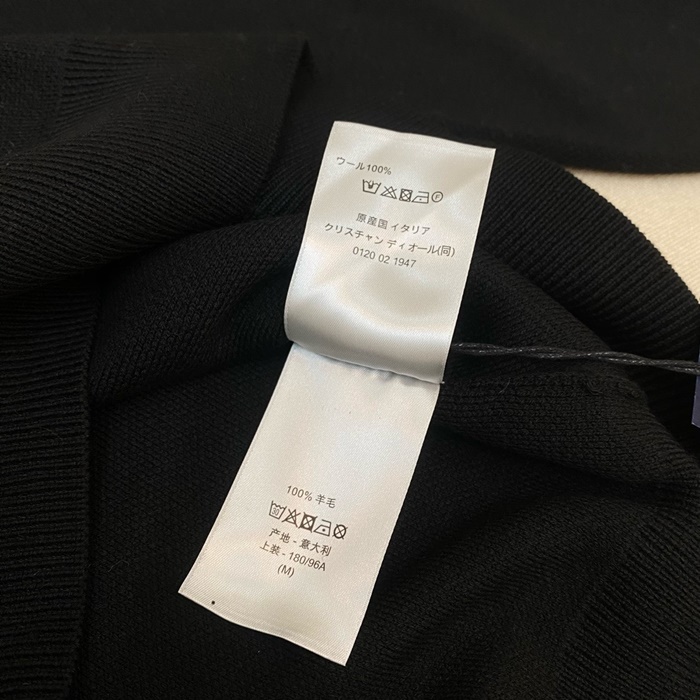 ウール100%
F
原産国 イタリア
クリスチャン ディオール(同)
0120 02 1947
100% 羊毛
30
产地 - 意大利
上装 - 180/96A
(M)